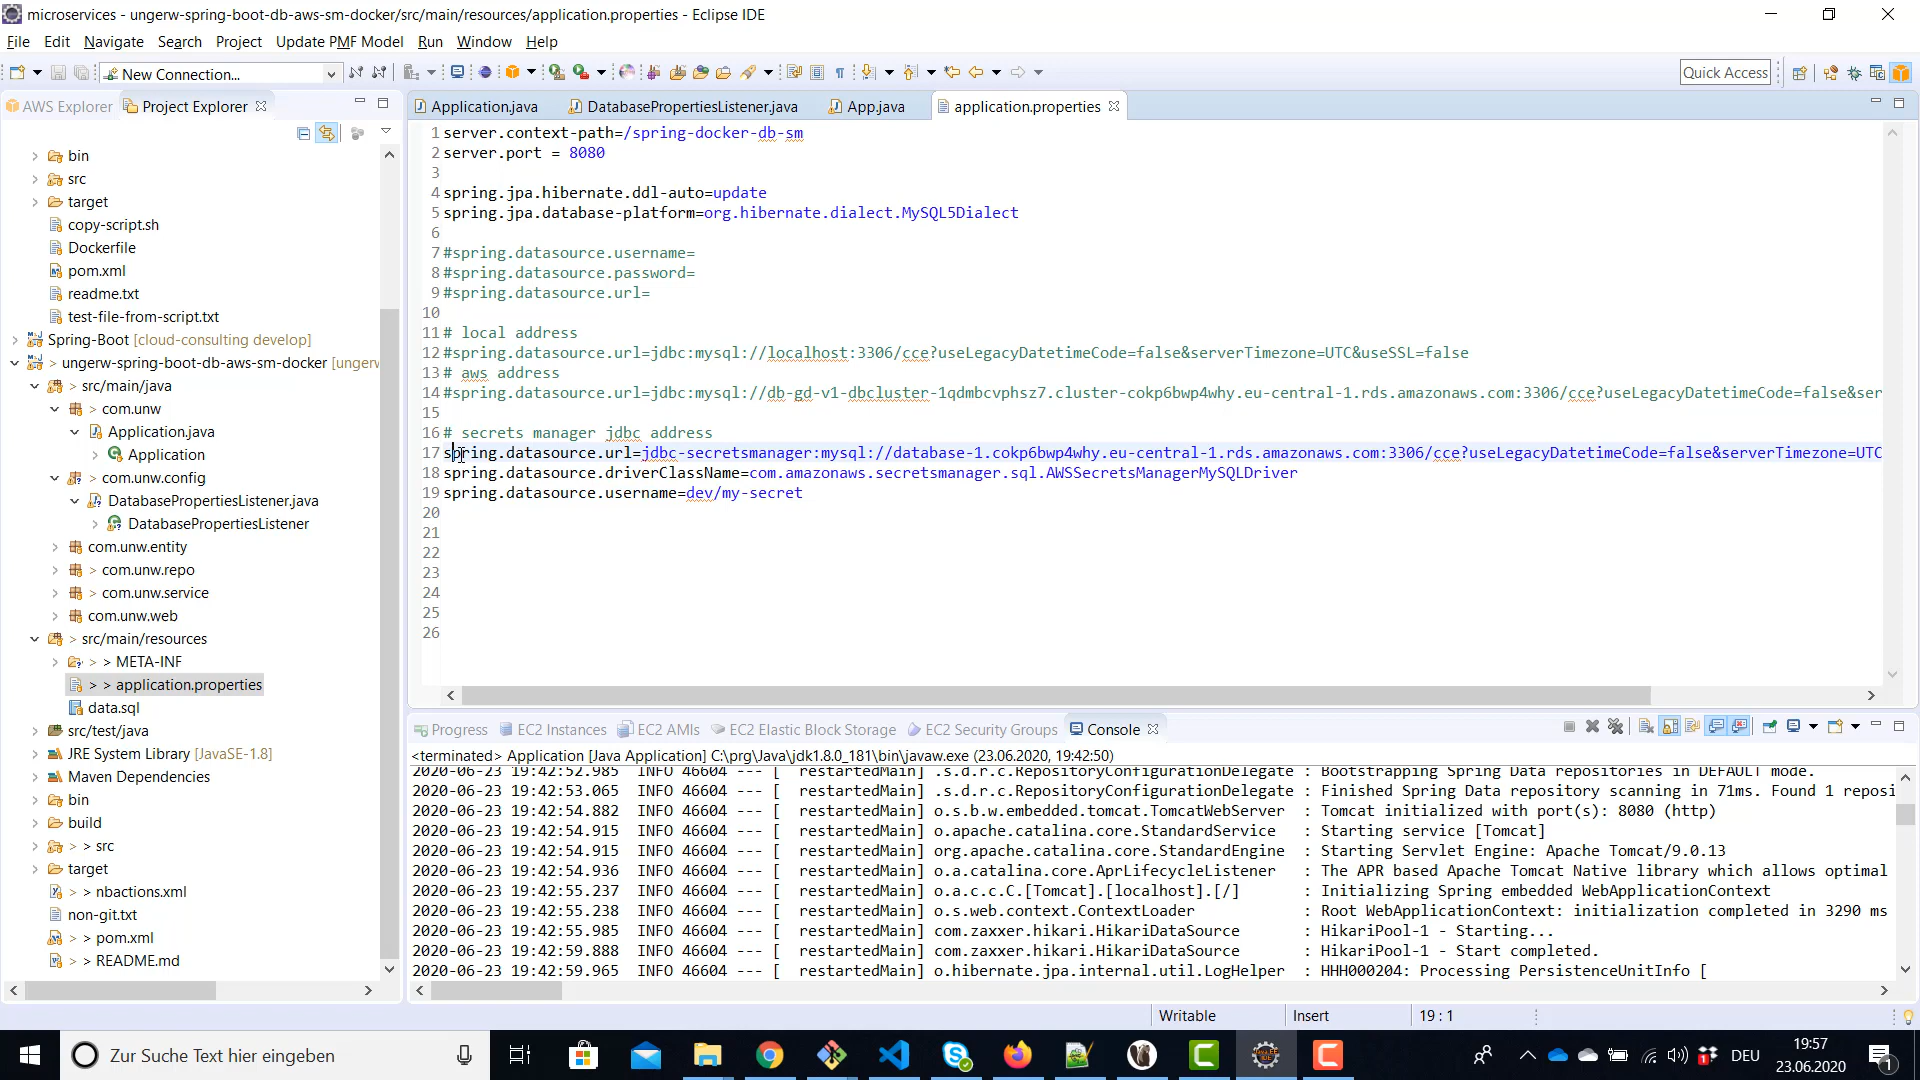 microservices - ungerw-spring-boot-db-aws-sm-docker/src/main/resources/application.properties - Eclipse IDE
File Edit Navigate Search Project Update PMF Model Run Window Help
New Connection...
Quick Access
AWS Explorer Project Explorer
bin
src
target
copy-script.sh
Dockerfile
pom.xml
readme.txt
test-file-from-script.txt
Spring-Boot [cloud-consulting develop]
> ungerw-spring-boot-db-aws-sm-docker [ungerw
src/main/java
> com.unw
Application.java
Application
> com.unw.config
DatabasePropertiesListener.java
DatabasePropertiesListener
com.unw.entity
> com.unw.repo
> com.unw.service
com.unw.web
> src/main/resources
> > META-INF
> > application.properties
data.sql
src/test/java
JRE System Library [JavaSE-1.8]
Maven Dependencies
bin
build
> > src
target
> > nbactions.xml
non-git.txt
> > pom.xml
> > README.md
Application.java DatabasePropertiesListener.java App.java application.properties
1 server.context-path=/spring-docker-db-sm
2 server.port = 8080
3
4 spring.jpa.hibernate.ddl-auto=update
5 spring.jpa.database-platform=org.hibernate.dialect.MySQL5Dialect
6
7 #spring.datasource.username=
8 #spring.datasource.password=
9 #spring.datasource.url=
10
11 # local address
12 #spring.datasource.url=jdbc:mysql://localhost:3306/cce?useLegacyDatetimeCode=false&serverTimezone=UTC&useSSL=false
13 # aws address
14 #spring.datasource.url=jdbc:mysql://db-gd-v1-dbcluster-1qdmbcvphsz7.cluster-cokp6bwp4why.eu-central-1.rds.amazonaws.com:3306/cce?useLegacyDatetimeCode=false&ser
15
16 # secrets manager jdbc address
17 spring.datasource.url=jdbc-secretsmanager:mysql://database-1.cokp6bwp4why.eu-central-1.rds.amazonaws.com:3306/cce?useLegacyDatetimeCode=false&serverTimezone=UTC
18 spring.datasource.driverClassName=com.amazonaws.secretsmanager.sql.AWSSecretsManagerMySQLDriver
19 spring.datasource.username=dev/my-secret
20
21
22
23
24
25
26
Progress EC2 Instances EC2 AMIs EC2 Elastic Block Storage EC2 Security Groups Console
<terminated> Application [Java Application] C:\prg\Java\jdk1.8.0_181\bin\javaw.exe (23.06.2020, 19:42:50)
2020-06-23 19:42:52.985 INFO 46604 --- [ restartedMain] .s.d.r.c.RepositoryConfigurationDelegate : Bootstrapping Spring Data repositories in DEFAULT mode.
2020-06-23 19:42:53.065 INFO 46604 --- [ restartedMain] .s.d.r.c.RepositoryConfigurationDelegate : Finished Spring Data repository scanning in 71ms. Found 1 reposi
2020-06-23 19:42:54.882 INFO 46604 --- [ restartedMain] o.s.b.w.embedded.tomcat.TomcatWebServer : Tomcat initialized with port(s): 8080 (http)
2020-06-23 19:42:54.915 INFO 46604 --- [ restartedMain] o.apache.catalina.core.StandardService : Starting service [Tomcat]
2020-06-23 19:42:54.915 INFO 46604 --- [ restartedMain] org.apache.catalina.core.StandardEngine : Starting Servlet Engine: Apache Tomcat/9.0.13
2020-06-23 19:42:54.936 INFO 46604 --- [ restartedMain] o.a.catalina.core.AprLifecycleListener : The APR based Apache Tomcat Native library which allows optimal
2020-06-23 19:42:55.237 INFO 46604 --- [ restartedMain] o.a.c.c.C.[Tomcat].[localhost].[/] : Initializing Spring embedded WebApplicationContext
2020-06-23 19:42:55.238 INFO 46604 --- [ restartedMain] o.s.web.context.ContextLoader : Root WebApplicationContext: initialization completed in 3290 ms
2020-06-23 19:42:55.985 INFO 46604 --- [ restartedMain] com.zaxxer.hikari.HikariDataSource : HikariPool-1 - Starting...
2020-06-23 19:42:59.888 INFO 46604 --- [ restartedMain] com.zaxxer.hikari.HikariDataSource : HikariPool-1 - Start completed.
2020-06-23 19:42:59.965 INFO 46604 --- [ restartedMain] o.hibernate.jpa.internal.util.LogHelper : HHH000204: Processing PersistenceUnitInfo [
Writable Insert 19 : 1
Zur Suche Text hier eingeben
DEU
19:57
23.06.2020
1